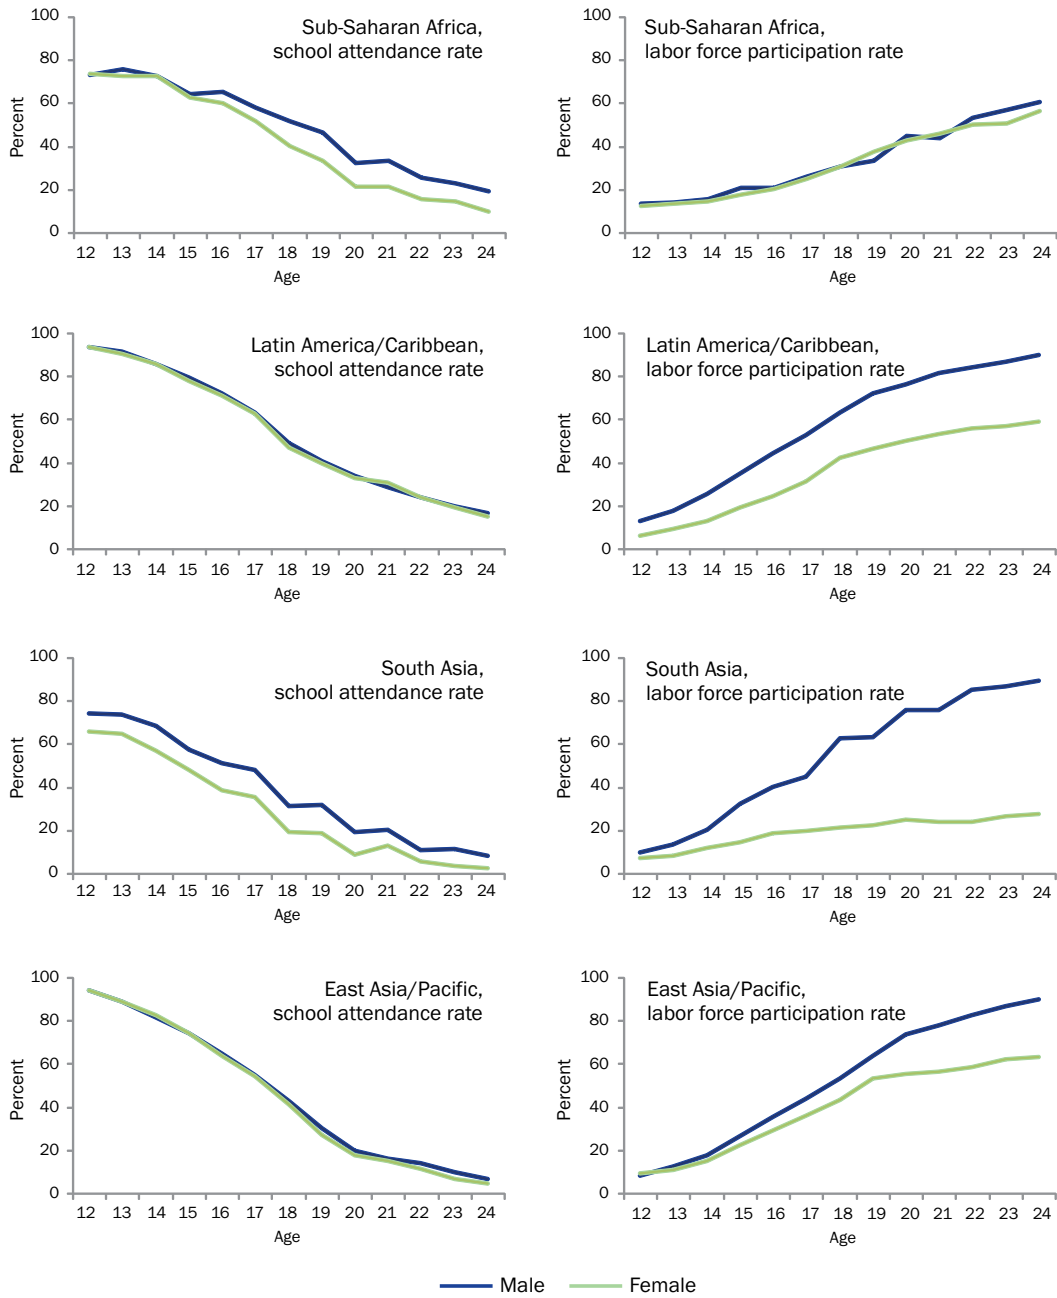 Sub-Saharan Africa,
school attendance rate
Percent
100
80
60
40
20
0
12 13 14 15 16 17 18 19 20 21 22 23 24
Age
Sub-Saharan Africa,
labor force participation rate
Percent
100
80
60
40
20
0
12 13 14 15 16 17 18 19 20 21 22 23 24
Age
Latin America/Caribbean,
school attendance rate
Percent
100
80
60
40
20
0
12 13 14 15 16 17 18 19 20 21 22 23 24
Age
Latin America/Caribbean,
labor force participation rate
Percent
100
80
60
40
20
0
12 13 14 15 16 17 18 19 20 21 22 23 24
Age
South Asia,
school attendance rate
Percent
100
80
60
40
20
0
12 13 14 15 16 17 18 19 20 21 22 23 24
Age
South Asia,
labor force participation rate
Percent
100
80
60
40
20
0
12 13 14 15 16 17 18 19 20 21 22 23 24
Age
East Asia/Pacific,
school attendance rate
Percent
100
80
60
40
20
0
12 13 14 15 16 17 18 19 20 21 22 23 24
Age
East Asia/Pacific,
labor force participation rate
Percent
100
80
60
40
20
0
12 13 14 15 16 17 18 19 20 21 22 23 24
Age
Male Female